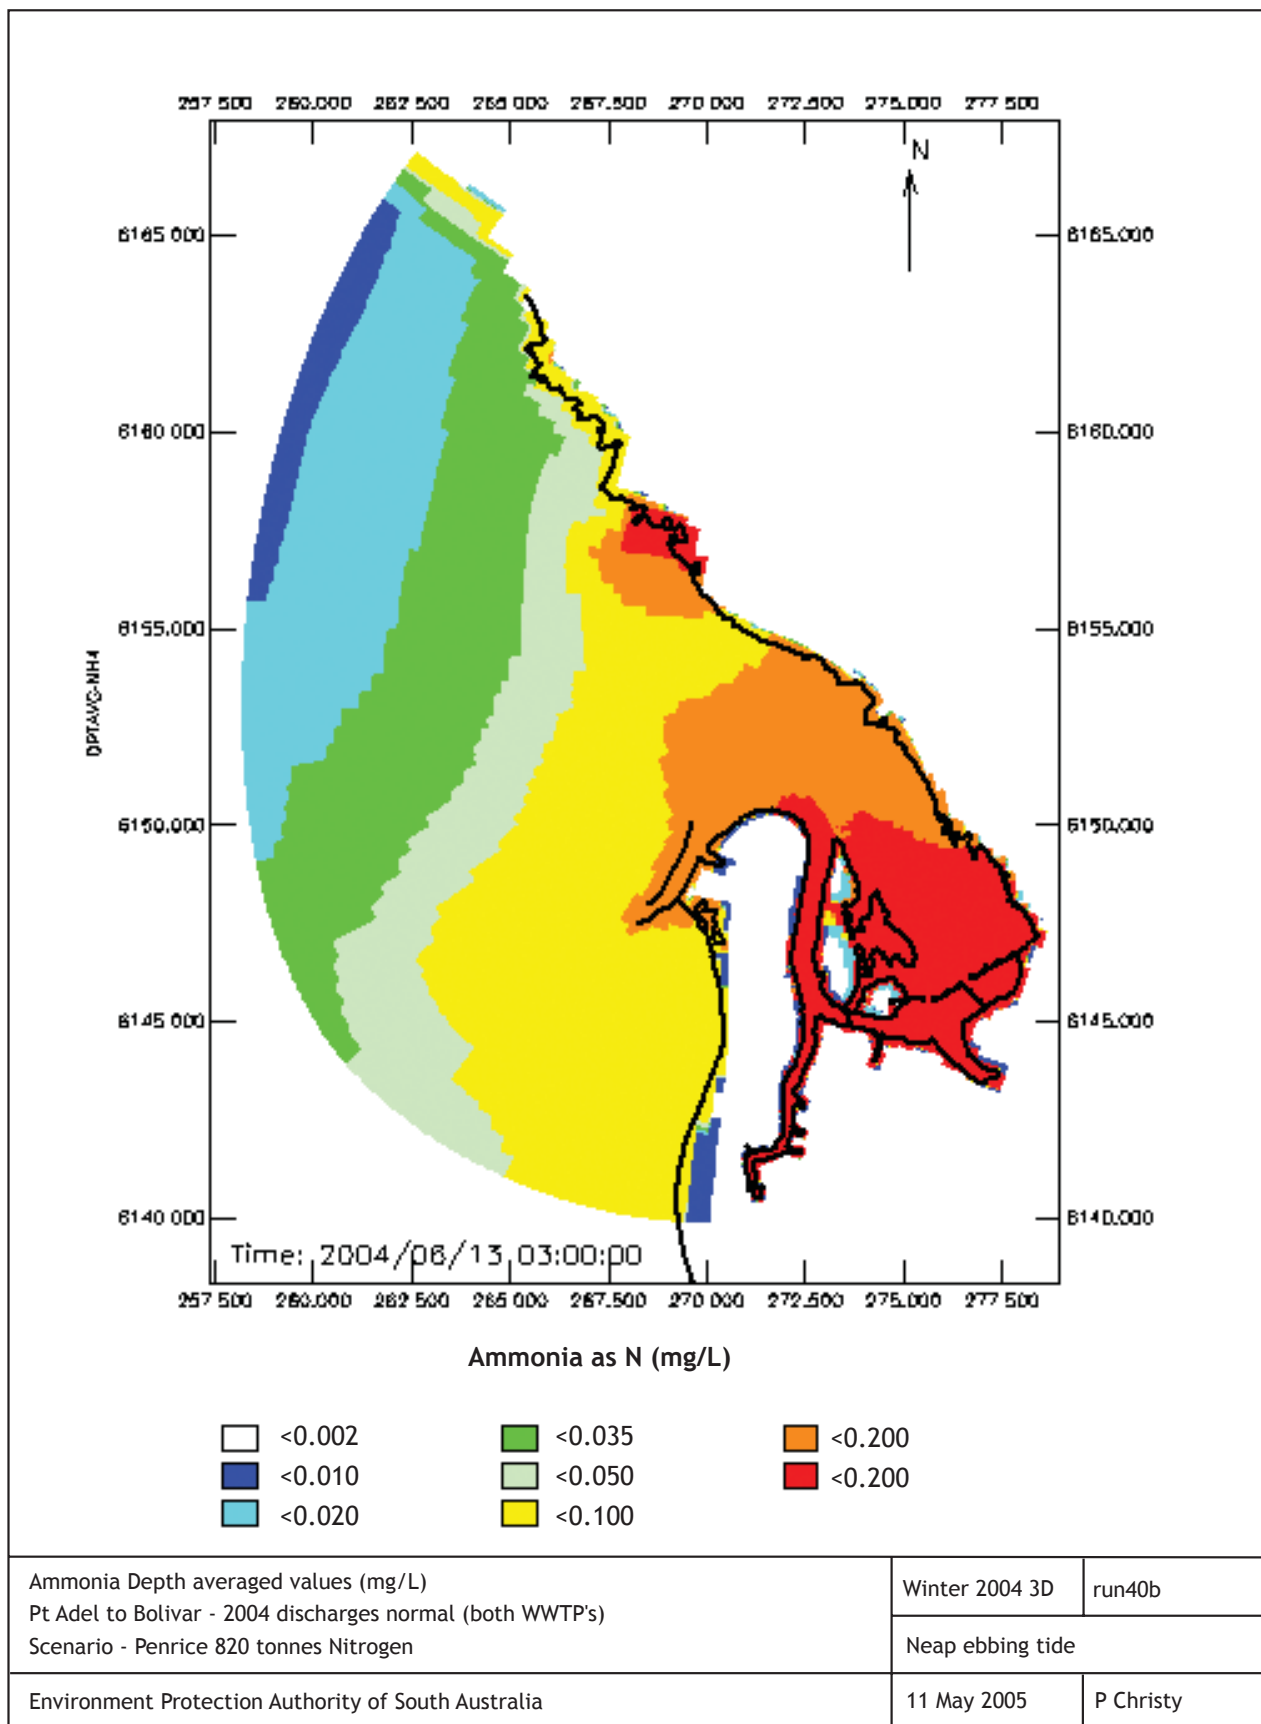 257 500 260.000 262 500 265 000 267.500 270 000 272.500 275.000 277.500
N
6165 000 6165.000
6160 000 6160.000
6155.000 6155.000
DPTAVG-NH4
6150.000 6150.000
6145 000 6145.000
6140 000 6140.000
Time: 2004/06/13 03:00:00
257 500 260.000 262 500 265 000 267.500 270 000 272.500 275.000 277.500
Ammonia as N (mg/L)
<0.002 <0.035 <0.200
<0.010 <0.050 <0.200
<0.020 <0.100
Ammonia Depth averaged values (mg/L)
Pt Adel to Bolivar - 2004 discharges normal (both WWTP's)
Scenario - Penrice 820 tonnes Nitrogen
Winter 2004 3D run40b
Neap ebbing tide
Environment Protection Authority of South Australia
11 May 2005 P Christy